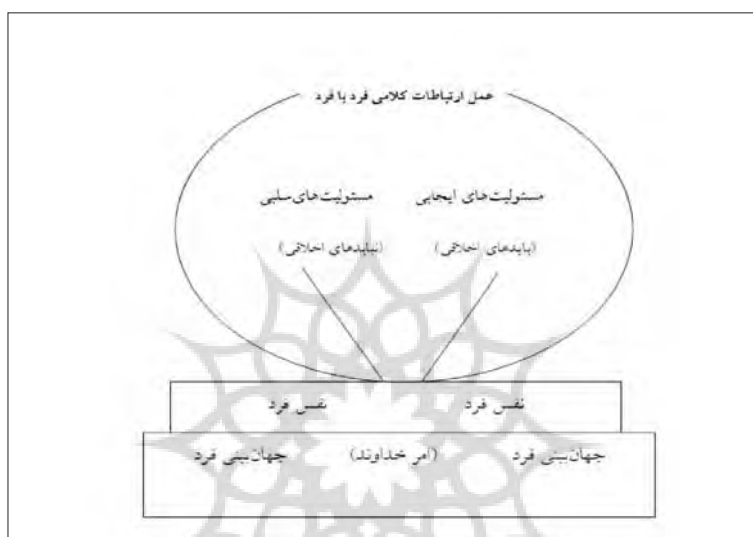 عمل ارتباطات کلامی فرد با فرد
مسئولیت‌های ایجابی مسئولیت‌های سلبی
(بایدهای اخلاقی) (نبایدهای اخلاقی)
نفس فرد نفس فرد
جهان‌بینی فرد (امر خداوند) جهان‌بینی فرد